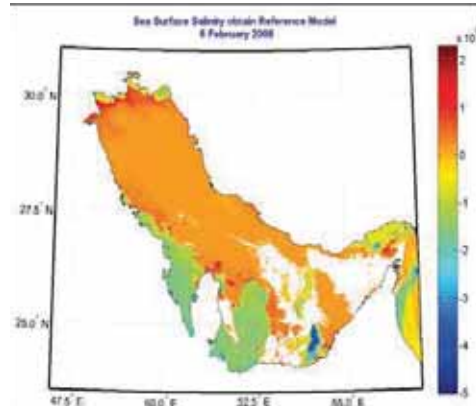 Sea Surface Salinity obtain Reference Model
6 February 2008
x 10
2
1
0
-1
-2
-3
-4
-5
30.0° N
27.5° N
25.0° N
47.5° E
50.0° E
52.5° E
55.0° E